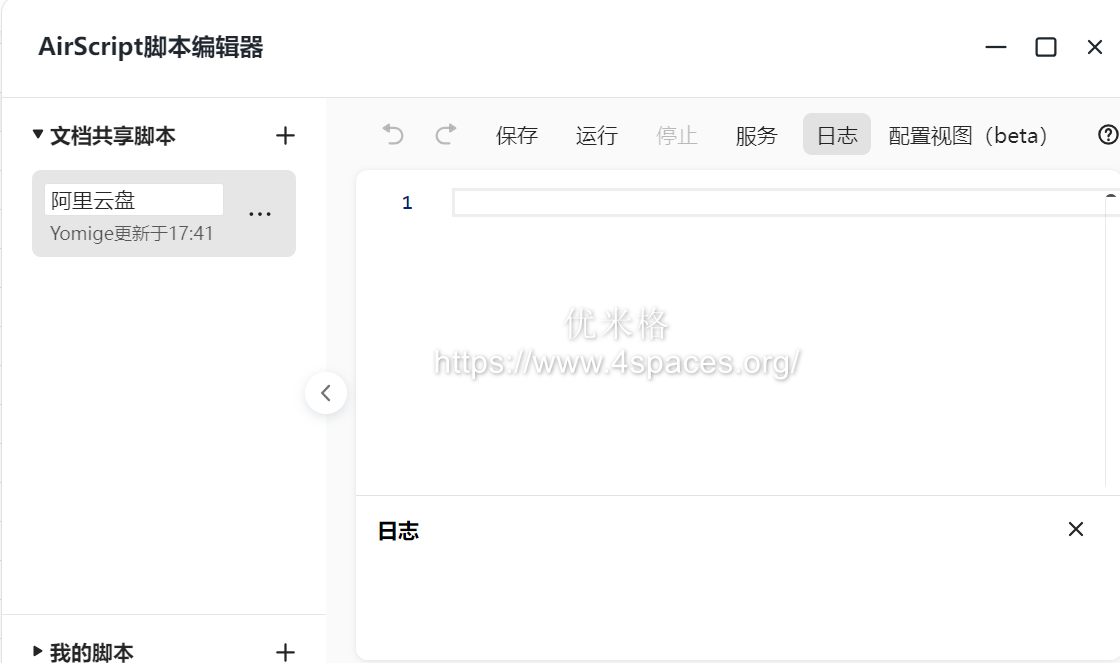 AirScript脚本编辑器
文档共享脚本
阿里云盘
Yomige更新于17:41
保存 运行 停止 服务 日志 配置视图（beta）
1
优米格
https://www.4spaces.org/
日志
我的脚本